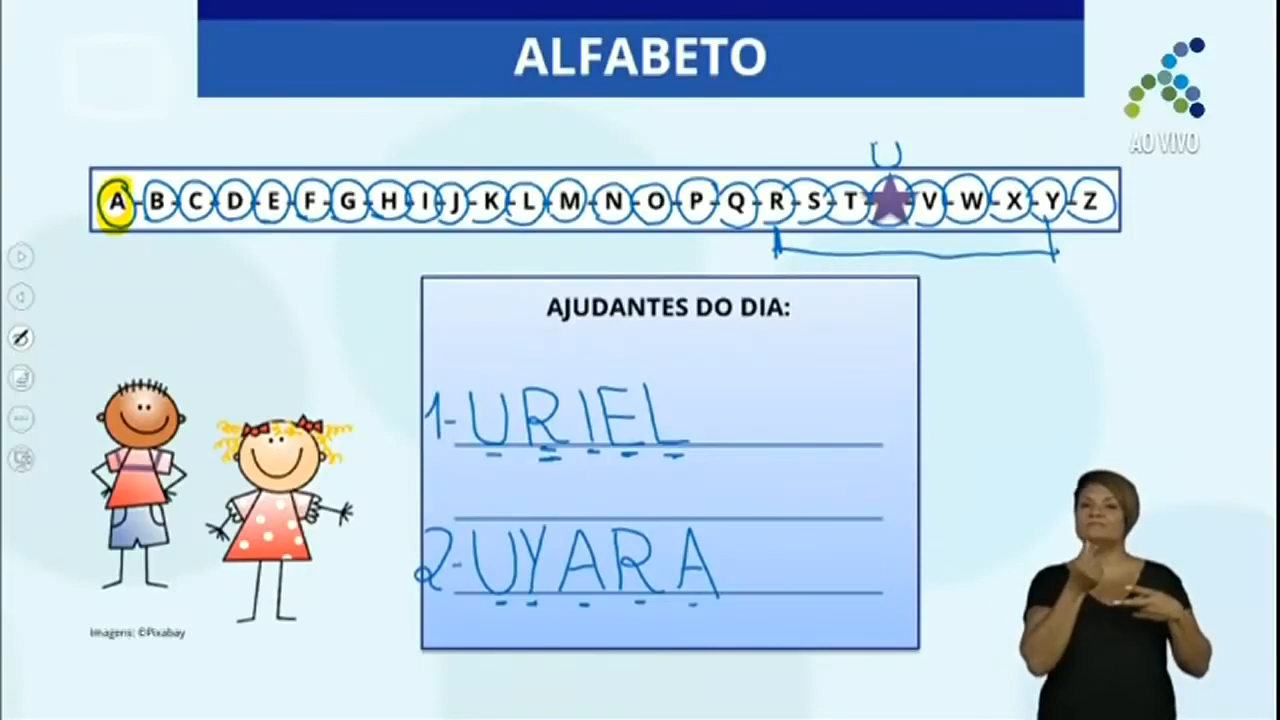 ALFABETO
AO VIVO
U
A-B-C-D-E-F-G-H-I-J-K-L-M-N-O-P-Q-R-S-T-★-V-W-X-Y-Z
AJUDANTES DO DIA:
1-URIEL
2-UYARA
Imagens: ©Pixabay